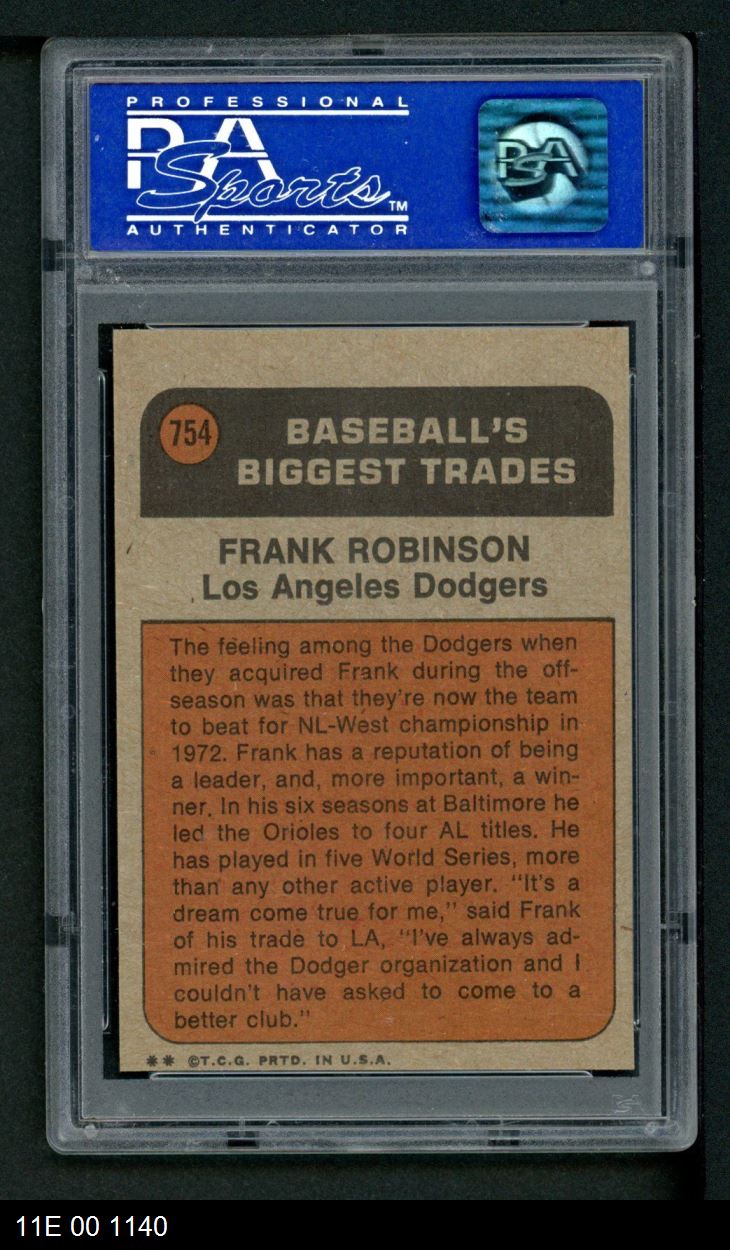 PROFESSIONAL
PSA
Sports™
AUTHENTICATOR
PSA
754
BASEBALL'S
BIGGEST TRADES
FRANK ROBINSON
Los Angeles Dodgers
The feeling among the Dodgers when
they acquired Frank during the off-
season was that they're now the team
to beat for NL-West championship in
1972. Frank has a reputation of being
a leader, and, more important, a win-
ner. In his six seasons at Baltimore he
led the Orioles to four AL titles. He
has played in five World Series, more
than any other active player. "It's a
dream come true for me," said Frank
of his trade to LA, "I've always ad-
mired the Dodger organization and I
couldn't have asked to come to a
better club."
** ©T.C.G. PRTD. IN U.S.A.
11E 00 1140